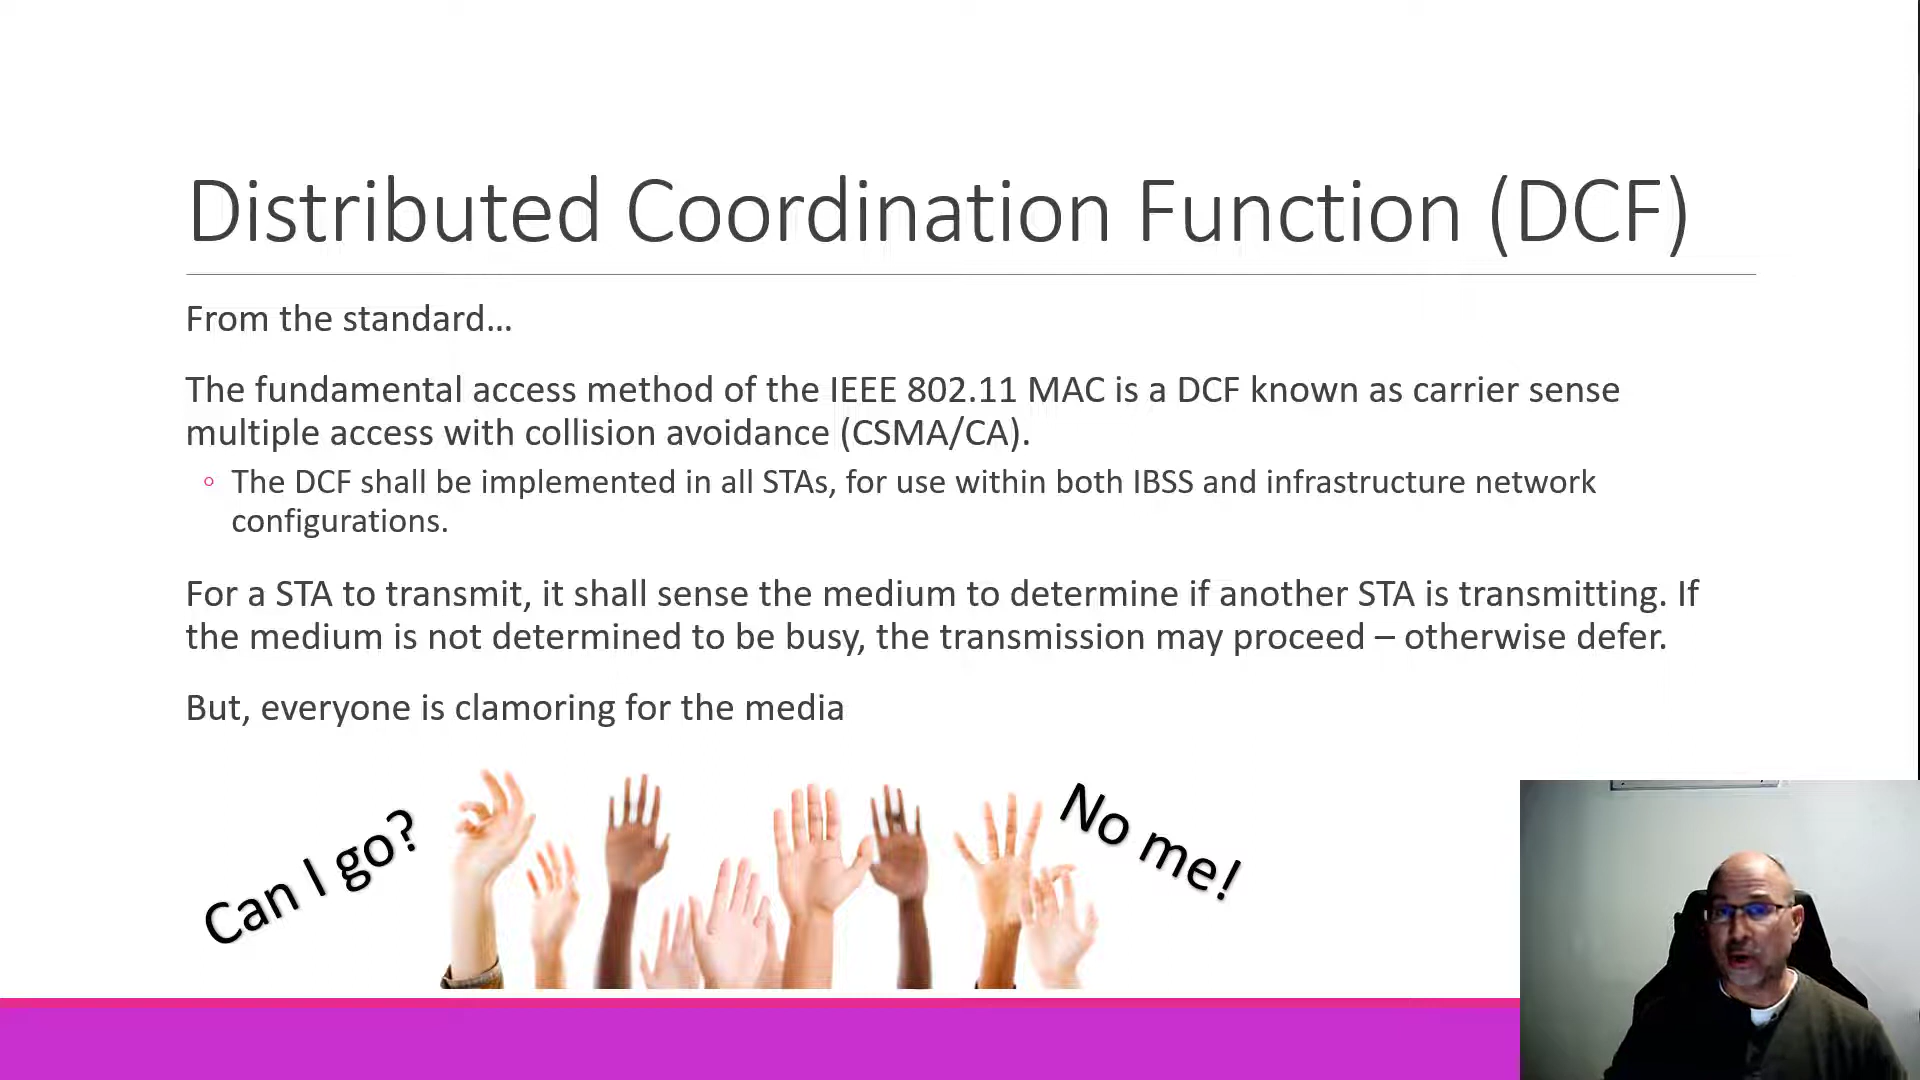 Distributed Coordination Function (DCF)
From the standard…
The fundamental access method of the IEEE 802.11 MAC is a DCF known as carrier sense
multiple access with collision avoidance (CSMA/CA).
◦ The DCF shall be implemented in all STAs, for use within both IBSS and infrastructure network
configurations.
For a STA to transmit, it shall sense the medium to determine if another STA is transmitting. If
the medium is not determined to be busy, the transmission may proceed – otherwise defer.
But, everyone is clamoring for the media
Can I go?
No me!